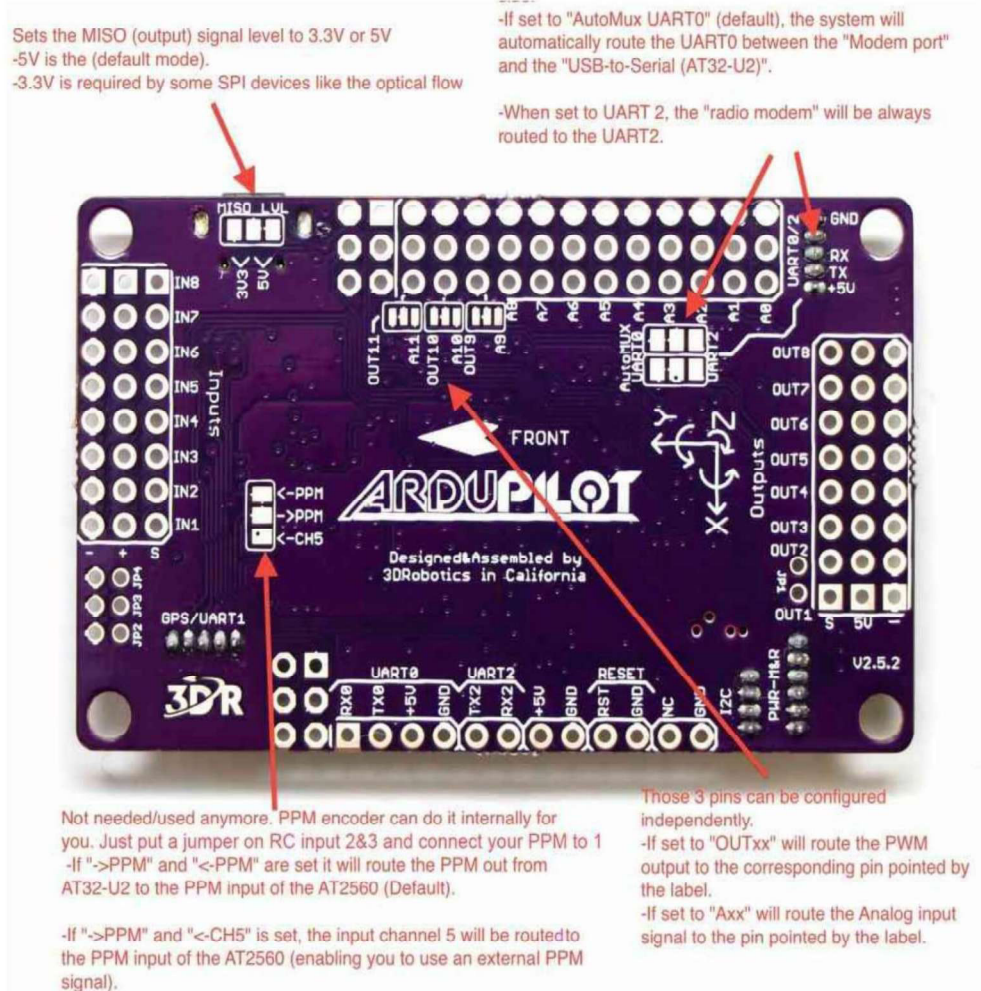 Sets the MISO (output) signal level to 3.3V or 5V
-5V is the (default mode).
-3.3V is required by some SPI devices like the optical flow
-If set to "AutoMux UART0" (default), the system will
automatically route the UART0 between the "Modem port"
and the "USB-to-Serial (AT32-U2)".
-When set to UART 2, the "radio modem" will be always
routed to the UART2.
MISO LVL
3V3
5V
IN8
IN7
IN6
IN5
IN4
IN3
IN2
IN1
Inputs
- + S
JP4
JP3
JP2
GPS/UART1
3DR
OUT11
A11
OUT10
A10
OUT9
A9
A8
A7
A6
A5
A4
A3
A2
A1
A0
UART0/2
GND
RX
TX
+5V
AutoMUX
UART0
UART2
Y
Z
X
FRONT
ARDUPILOT
Designed&Assembled by
3DRobotics in California
<-PPM
->PPM
<-CH5
OUT8
OUT7
OUT6
OUT5
OUT4
OUT3
OUT2
OUT1
Outputs
JP1
S 5V -
V2.5.2
UART0
UART2
RESET
RX0
TX0
+5V
GND
TX2
RX2
+5V
GND
RST
GND
NC
GND
I2C
PWR-M&R
Not needed/used anymore. PPM encoder can do it internally for
you. Just put a jumper on RC input 2&3 and connect your PPM to 1
-If "->PPM" and "<-PPM" are set it will route the PPM out from
AT32-U2 to the PPM input of the AT2560 (Default).
-If "->PPM" and "<-CH5" is set, the input channel 5 will be routed to
the PPM input of the AT2560 (enabling you to use an external PPM
signal).
Those 3 pins can be configured
independently.
-If set to "OUTxx" will route the PWM
output to the corresponding pin pointed by
the label.
-If set to "Axx" will route the Analog input
signal to the pin pointed by the label.